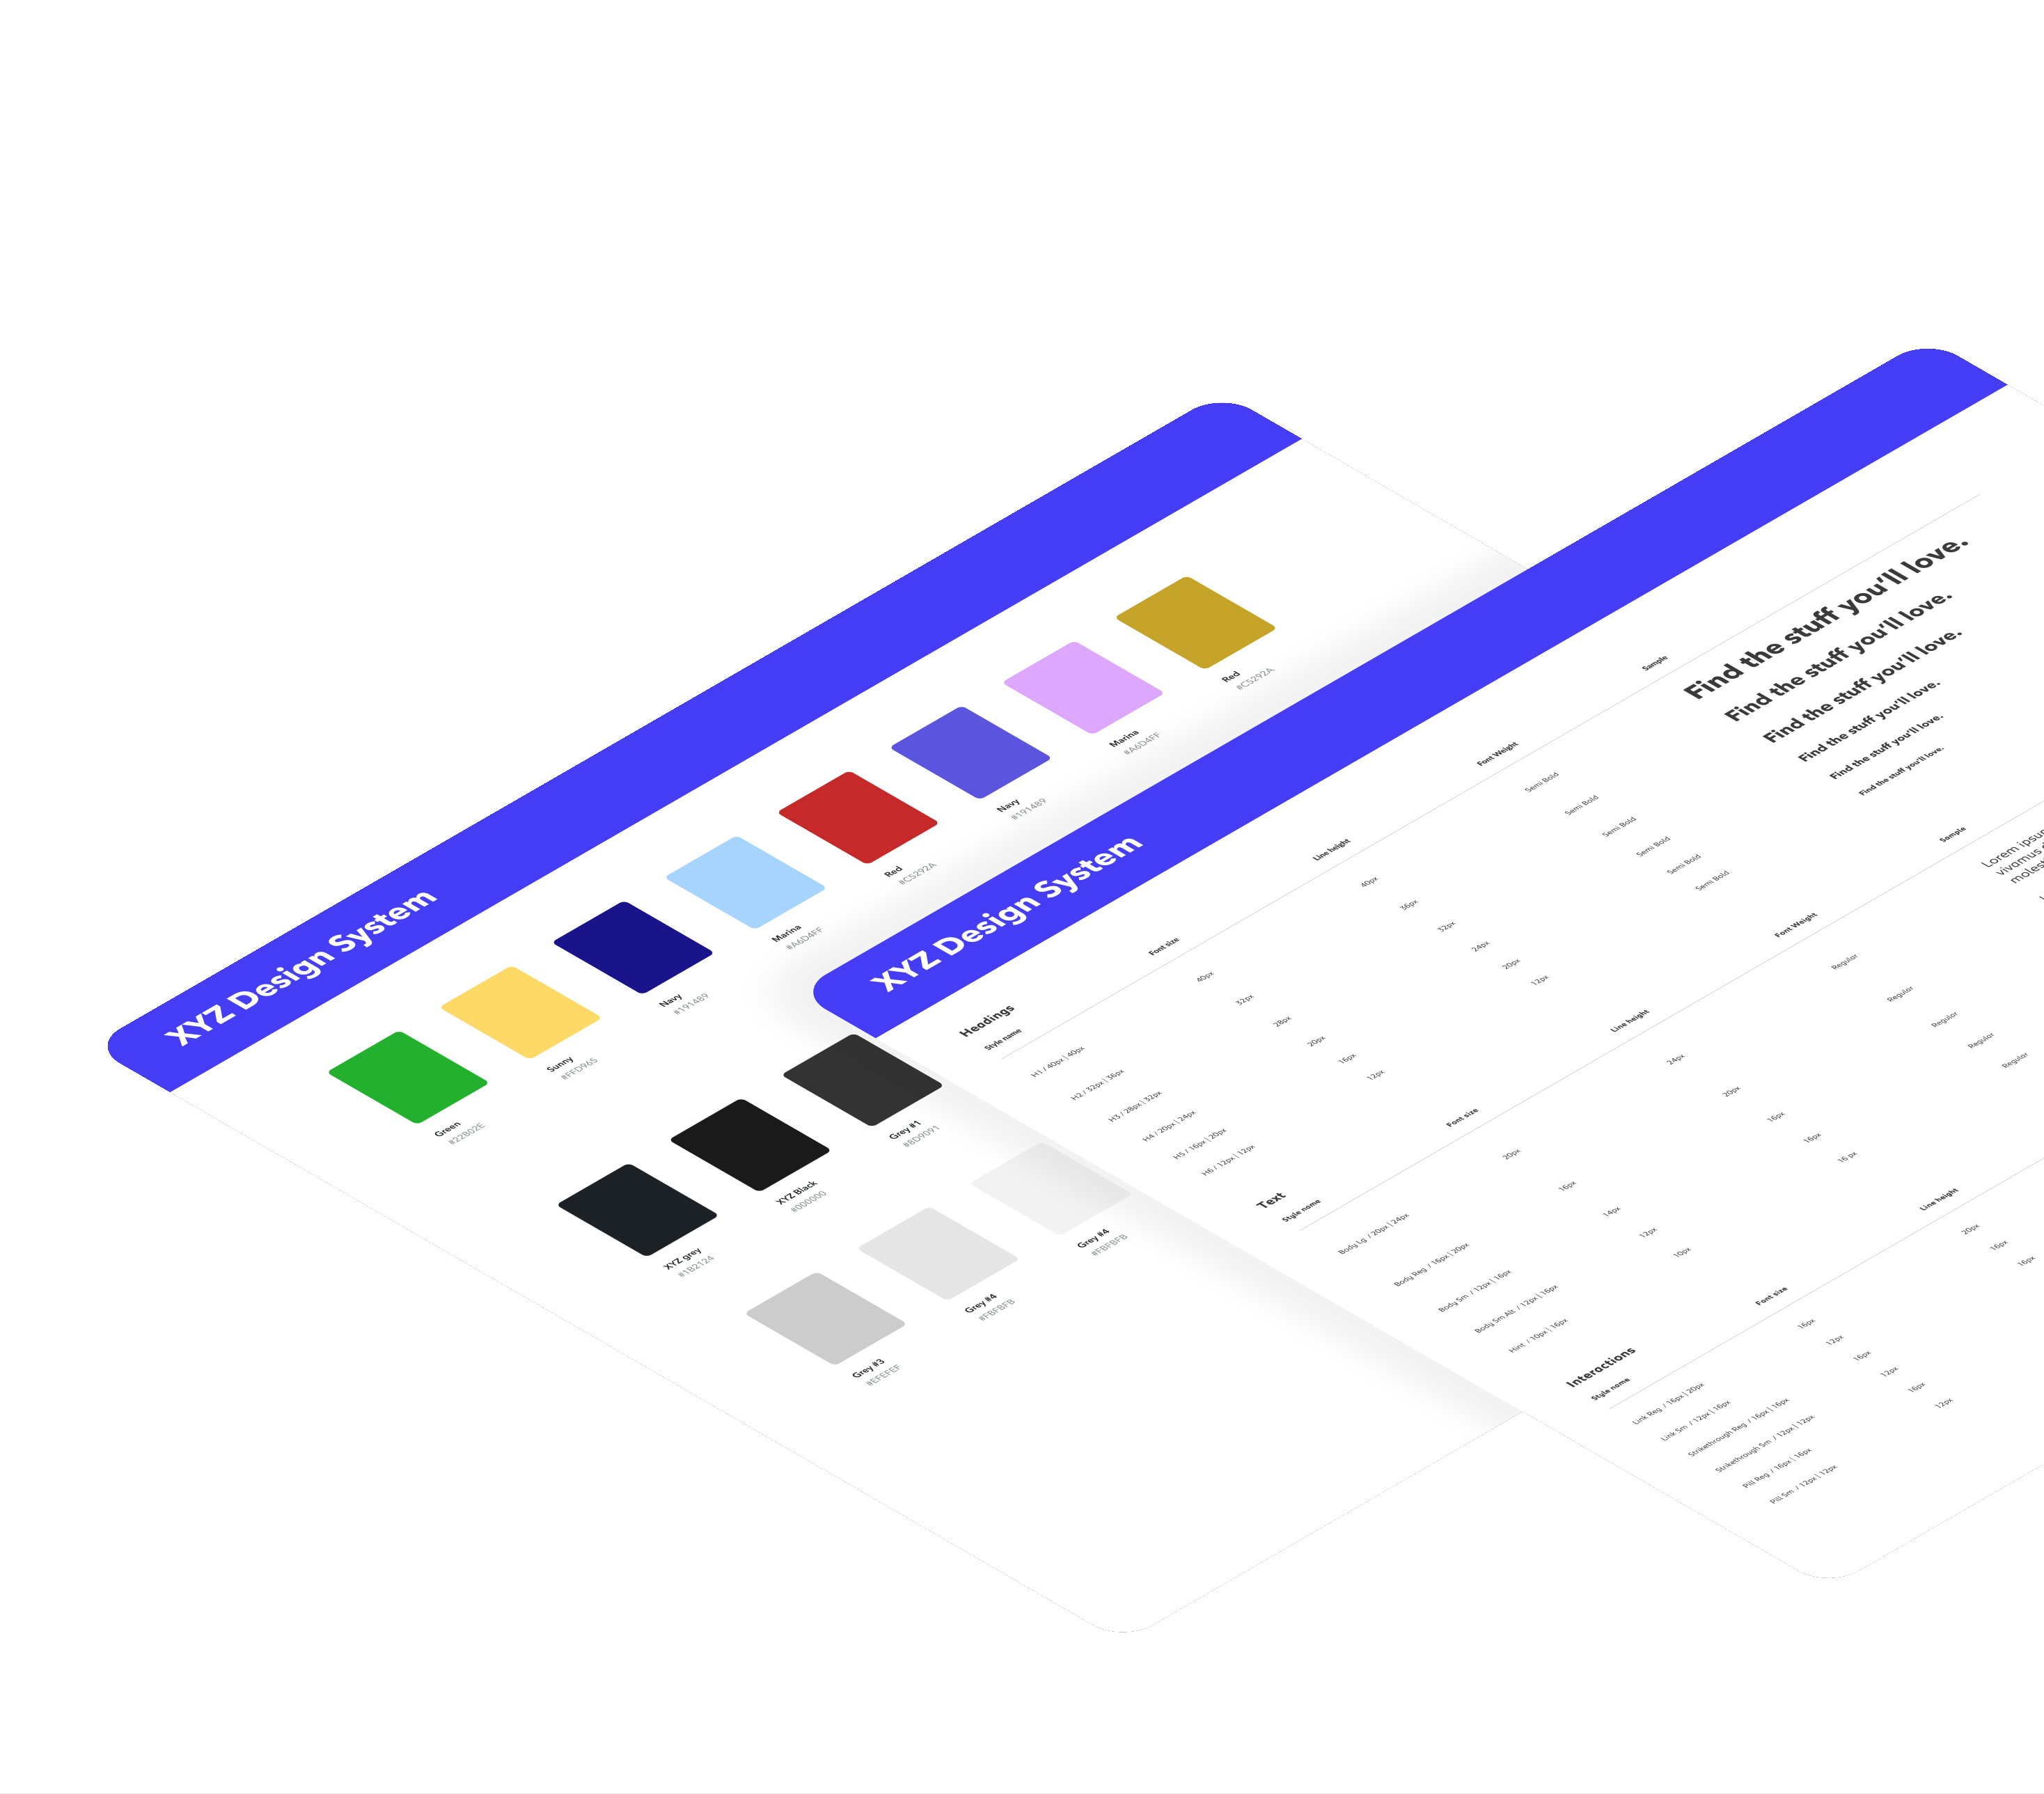 XYZ Design System
Green
#22B02E
Sunny
#FFD965
Navy
#191489
Marina
#A6D4FF
Red
#C5292A
Navy
#191489
Marina
#A6D4FF
Red
#C5292A
XYZ grey
#1B2124
XYZ Black
#000000
Grey #1
#8D9091
Grey #3
#EFEFEF
Grey #4
#FBFBFB
Grey #4
#FBFBFB
XYZ Design System
Headings
Style name Font size Line height Font Weight Sample
H1 / 40px | 40px 40px 40px Semi Bold Find the stuff you'll love.
H2 / 32px | 36px 32px 36px Semi Bold Find the stuff you'll love.
H3 / 28px | 32px 28px 32px Semi Bold Find the stuff you'll love.
H4 / 20px | 24px 20px 24px Semi Bold Find the stuff you'll love.
H5 / 16px | 20px 16px 20px Semi Bold Find the stuff you'll love.
H6 / 12px | 12px 12px 12px Semi Bold Find the stuff you'll love.
Text
Style name Font size Line height Font Weight Sample
Body Lg / 20px | 24px 20px 24px Regular Lorem
vivamus
Body Reg / 16px | 20px 16px 20px Regular
Body Sm / 12px | 16px 14px 16px Regular
Body Sm Alt / 12px | 16px 12px 16px Regular
Hint / 10px | 16px 10px 16 px Regular
Interactions
Style name Font size Line height
Link Reg / 16px | 20px 16px 20px
Link Sm / 12px | 16px 12px 16px
Strikethrough Reg / 16px | 16px 16px 16px
Strikethrough Sm / 12px | 12px 12px
Pill Reg / 16px | 16px 16px
Pill Sm / 12px | 12px 12px